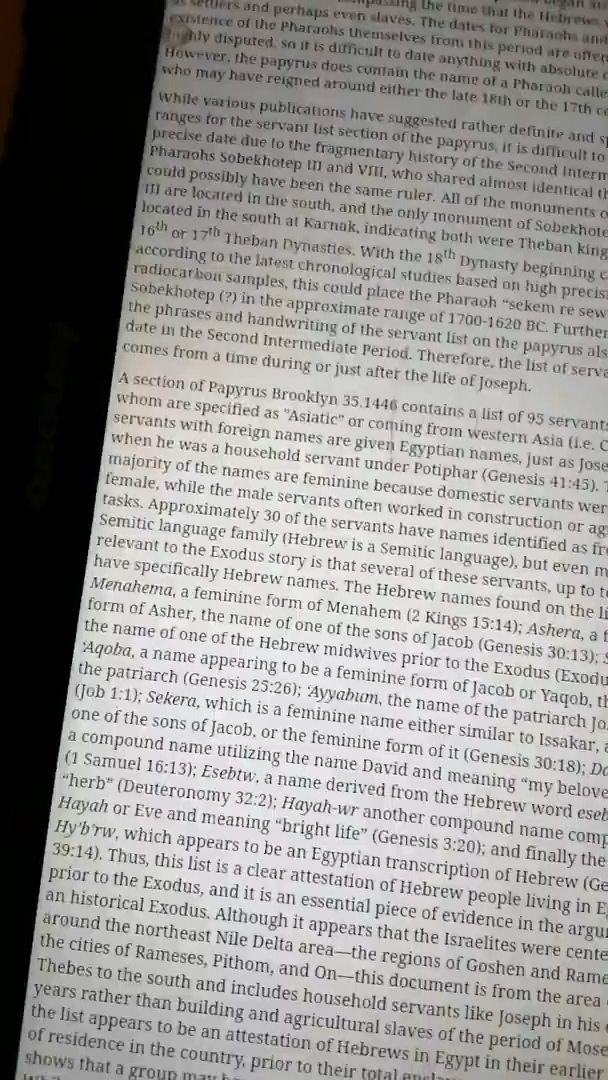 passing the time that the Hebrews
as settlers and perhaps even slaves. The dates for Pharaohs and
existence of the Pharaohs themselves from this period are often
highly disputed, so it is difficult to date anything with absolute
However, the papyrus does contain the name of a Pharaoh calle
who may have reigned around either the late 18th or the 17th c
While various publications have suggested rather definite and s
ranges for the servant list section of the papyrus, it is difficult to
precise date due to the fragmentary history of the Second Interm
Pharaohs Sobekhotep III and VIII, who shared almost identical th
could possibly have been the same ruler. All of the monuments o
III are located in the south, and the only monument of Sobekhote
located in the south at Karnak, indicating both were Theban king
16th or 17th Theban Dynasties. With the 18th Dynasty beginning c
according to the latest chronological studies based on high precis
radiocarbon samples, this could place the Pharaoh “sekem re sew
Sobekhotep (?) in the approximate range of 1700-1620 BC. Further
the phrases and handwriting of the servant list on the papyrus als
date in the Second Intermediate Period. Therefore, the list of serva
comes from a time during or just after the life of Joseph.
A section of Papyrus Brooklyn 35.1446 contains a list of 95 servants
whom are specified as "Asiatic" or coming from western Asia (i.e. C
servants with foreign names are given Egyptian names, just as Jose
when he was a household servant under Potiphar (Genesis 41:45). T
majority of the names are feminine because domestic servants wer
female, while the male servants often worked in construction or ag
tasks. Approximately 30 of the servants have names identified as fr
Semitic language family (Hebrew is a Semitic language), but even m
relevant to the Exodus story is that several of these servants, up to t
have specifically Hebrew names. The Hebrew names found on the li
Menahema, a feminine form of Menahem (2 Kings 15:14); Ashera, a f
form of Asher, the name of one of the sons of Jacob (Genesis 30:13); S
the name of one of the Hebrew midwives prior to the Exodus (Exodu
‘Aqoba, a name appearing to be a feminine form of Jacob or Yaqob, th
the patriarch (Genesis 25:26); ‘Ayyabum, the name of the patriarch Jo
(Job 1:1); Sekera, which is a feminine name either similar to Issakar, a
one of the sons of Jacob, or the feminine form of it (Genesis 30:18); Do
a compound name utilizing the name David and meaning “my belove
(1 Samuel 16:13); Esebtw, a name derived from the Hebrew word eseb
“herb” (Deuteronomy 32:2); Hayah-wr another compound name comp
Hayah or Eve and meaning “bright life” (Genesis 3:20); and finally the
Hy’b’rw, which appears to be an Egyptian transcription of Hebrew (Ge
39:14). Thus, this list is a clear attestation of Hebrew people living in E
prior to the Exodus, and it is an essential piece of evidence in the argu
an historical Exodus. Although it appears that the Israelites were cente
around the northeast Nile Delta area—the regions of Goshen and Rame
the cities of Rameses, Pithom, and On—this document is from the area
Thebes to the south and includes household servants like Joseph in his
years rather than building and agricultural slaves of the period of Mose
the list appears to be an attestation of Hebrews in Egypt in their earlier
of residence in the country, prior to their total
shows that a group may